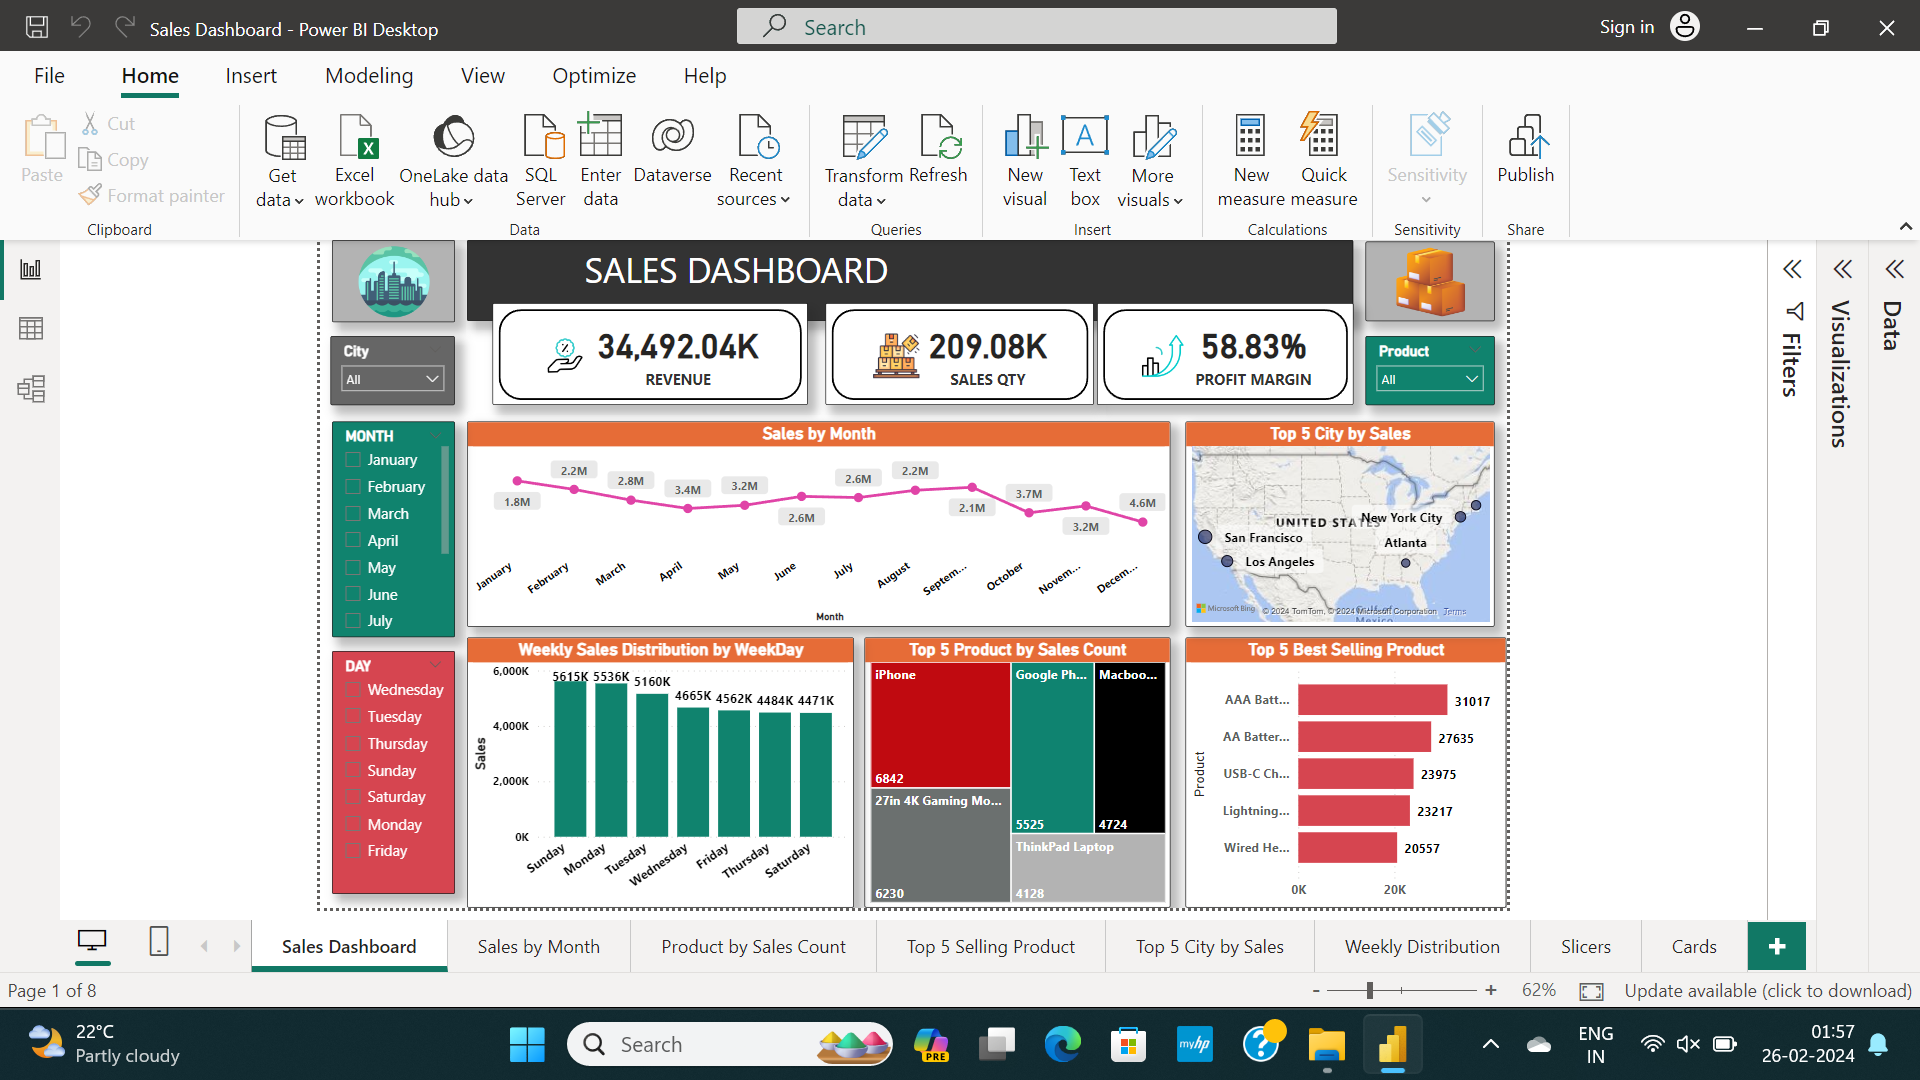 Sales Dashboard - Power BI Desktop
Search
Sign in
File
Home
Insert
Modeling
View
Optimize
Help
Paste
Cut
Copy
Format painter
Clipboard
Get data
Excel workbook
OneLake data hub
SQL Server
Enter data
Dataverse
Recent sources
Data
Transform data
Refresh
Queries
New visual
Text box
More visuals
Insert
New measure
Quick measure
Calculations
Sensitivity
Sensitivity
Publish
Share
SALES DASHBOARD
City
All
34,492.04K
REVENUE
209.08K
SALES QTY
58.83%
PROFIT MARGIN
Product
All
Filters
Visualizations
Data
MONTH
January
February
March
April
May
June
July
Sales by Month
1.8M
2.2M
2.8M
3.4M
3.2M
2.6M
2.6M
2.2M
2.1M
3.7M
3.2M
4.6M
January
February
March
April
May
June
July
August
Septem...
October
Novem...
Decem...
Month
Top 5 City by Sales
UNITED STATES
New York City
San Francisco
Atlanta
Los Angeles
Gulf of
Mexico
Microsoft Bing
© 2024 TomTom, © 2024 Microsoft Corporation Terms
DAY
Wednesday
Tuesday
Thursday
Sunday
Saturday
Monday
Friday
Weekly Sales Distribution by WeekDay
6,000K
4,000K
2,000K
0K
Sales
5615K
5536K
5160K
4665K
4562K
4484K
4471K
Sunday
Monday
Tuesday
Wednesday
Friday
Thursday
Saturday
Top 5 Product by Sales Count
iPhone
6842
27in 4K Gaming Mo...
6230
Google Ph...
5525
Macboo...
4724
ThinkPad Laptop
4128
Top 5 Best Selling Product
Product
AAA Batt...
31017
AA Batter...
27635
USB-C Ch...
23975
Lightning...
23217
Wired He...
20557
0K
20K
Sales Dashboard
Sales by Month
Product by Sales Count
Top 5 Selling Product
Top 5 City by Sales
Weekly Distribution
Slicers
Cards
+
Page 1 of 8
- + 62%
Update available (click to download)
22°C
Partly cloudy
Search
PRE
myhp
ENG
IN
01:57
26-02-2024